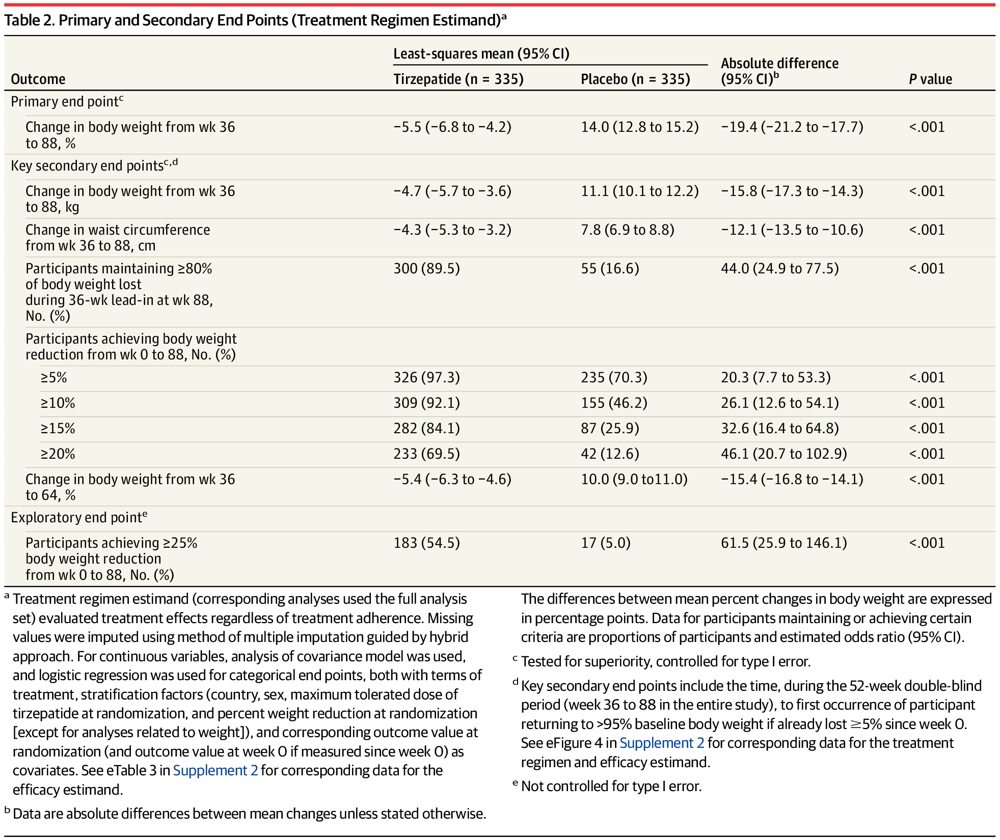 Table 2. Primary and Secondary End Points (Treatment Regimen Estimand)a
Least-squares mean (95% CI)
Outcome Tirzepatide (n = 335) Placebo (n = 335) Absolute difference (95% CI)b P value
Primary end pointc
Change in body weight from wk 36 −5.5 (−6.8 to −4.2) 14.0 (12.8 to 15.2) −19.4 (−21.2 to −17.7) <.001
to 88, %
Key secondary end pointsc,d
Change in body weight from wk 36 −4.7 (−5.7 to −3.6) 11.1 (10.1 to 12.2) −15.8 (−17.3 to −14.3) <.001
to 88, kg
Change in waist circumference −4.3 (−5.3 to −3.2) 7.8 (6.9 to 8.8) −12.1 (−13.5 to −10.6) <.001
from wk 36 to 88, cm
Participants maintaining ≥80% 300 (89.5) 55 (16.6) 44.0 (24.9 to 77.5) <.001
of body weight lost
during 36-wk lead-in at wk 88,
No. (%)
Participants achieving body weight
reduction from wk 0 to 88, No. (%)
≥5% 326 (97.3) 235 (70.3) 20.3 (7.7 to 53.3) <.001
≥10% 309 (92.1) 155 (46.2) 26.1 (12.6 to 54.1) <.001
≥15% 282 (84.1) 87 (25.9) 32.6 (16.4 to 64.8) <.001
≥20% 233 (69.5) 42 (12.6) 46.1 (20.7 to 102.9) <.001
Change in body weight from wk 36 −5.4 (−6.3 to −4.6) 10.0 (9.0 to11.0) −15.4 (−16.8 to −14.1) <.001
to 64, %
Exploratory end pointe
Participants achieving ≥25% 183 (54.5) 17 (5.0) 61.5 (25.9 to 146.1) <.001
body weight reduction
from wk 0 to 88, No. (%)
a Treatment regimen estimand (corresponding analyses used the full analysis
set) evaluated treatment effects regardless of treatment adherence. Missing
values were imputed using method of multiple imputation guided by hybrid
approach. For continuous variables, analysis of covariance model was used,
and logistic regression was used for categorical end points, both with terms of
treatment, stratification factors (country, sex, maximum tolerated dose of
tirzepatide at randomization, and percent weight reduction at randomization
[except for analyses related to weight]), and corresponding outcome value at
randomization (and outcome value at week 0 if measured since week 0) as
covariates. See eTable 3 in Supplement 2 for corresponding data for the
efficacy estimand.
b Data are absolute differences between mean changes unless stated otherwise.
The differences between mean percent changes in body weight are expressed
in percentage points. Data for participants maintaining or achieving certain
criteria are proportions of participants and estimated odds ratio (95% CI).
c Tested for superiority, controlled for type I error.
d Key secondary end points include the time, during the 52-week double-blind
period (week 36 to 88 in the entire study), to first occurrence of participant
returning to >95% baseline body weight if already lost ≥5% since week 0.
See eFigure 4 in Supplement 2 for corresponding data for the treatment
regimen and efficacy estimand.
e Not controlled for type I error.